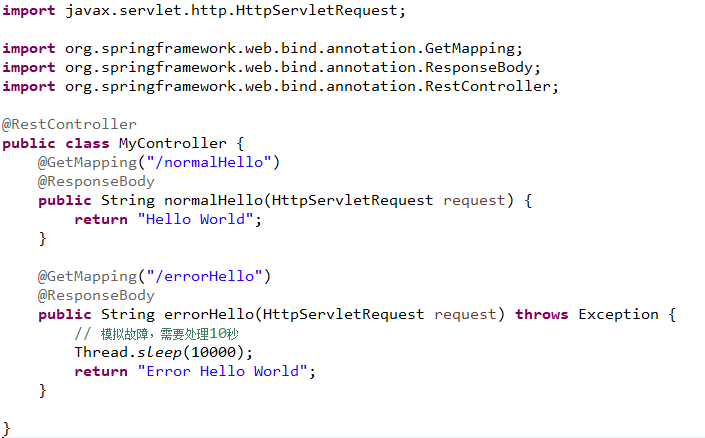 import javax.servlet.http.HttpServletRequest;

import org.springframework.web.bind.annotation.GetMapping;
import org.springframework.web.bind.annotation.ResponseBody;
import org.springframework.web.bind.annotation.RestController;

@RestController
public class MyController {
    @GetMapping("/normalHello")
    @ResponseBody
    public String normalHello(HttpServletRequest request) {
        return "Hello World";
    }

    @GetMapping("/errorHello")
    @ResponseBody
    public String errorHello(HttpServletRequest request) throws Exception {
        // 模拟故障，需要处理10秒
        Thread.sleep(10000);
        return "Error Hello World";
    }

}